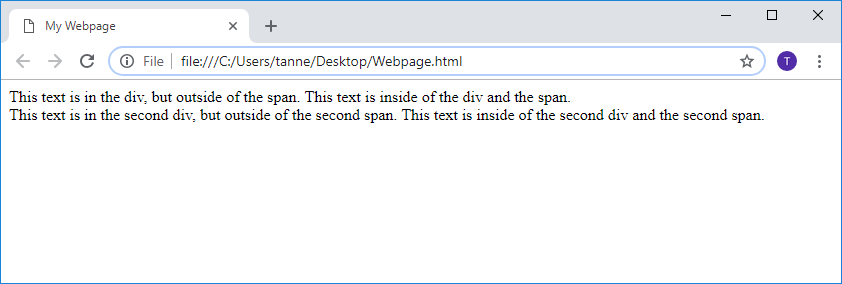 My Webpage
File file:///C:/Users/tanne/Desktop/Webpage.html T
This text is in the div, but outside of the span. This text is inside of the div and the span.
This text is in the second div, but outside of the second span. This text is inside of the second div and the second span.